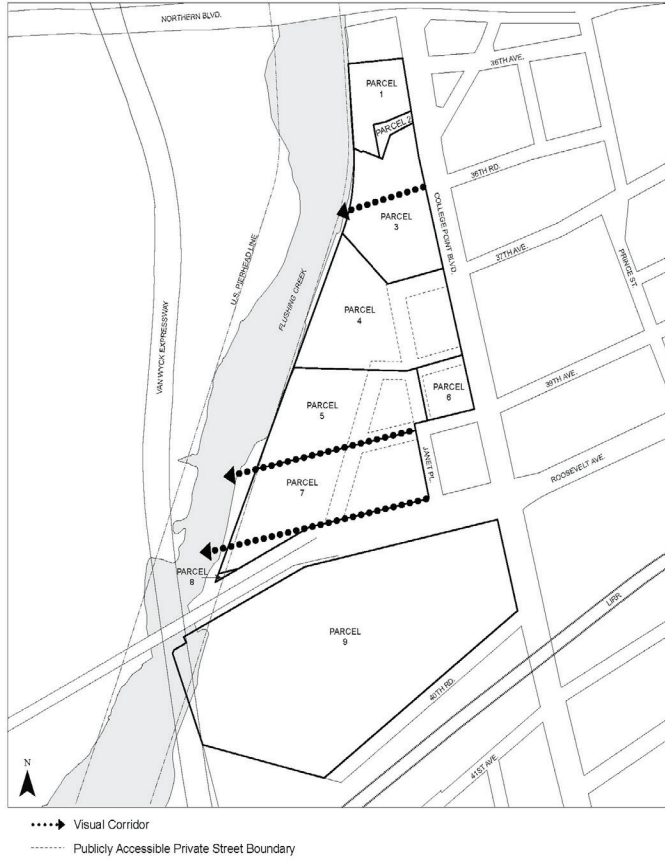 NORTHERN BLVD.
36TH AVE.
PARCEL
1
PARCEL 2
36TH RD.
PARCEL
3
COLLEGE POINT BLVD.
37TH AVE.
PRINCE ST.
U.S. PIERHEAD LINE
FLUSHING CREEK
VAN WYCK EXPRESSWAY
PARCEL
4
39TH AVE.
PARCEL
6
PARCEL
5
JANET PL.
ROOSEVELT AVE.
PARCEL
7
PARCEL
8
LIRR
PARCEL
9
40TH RD.
41ST AVE
N
Visual Corridor
Publicly Accessible Private Street Boundary